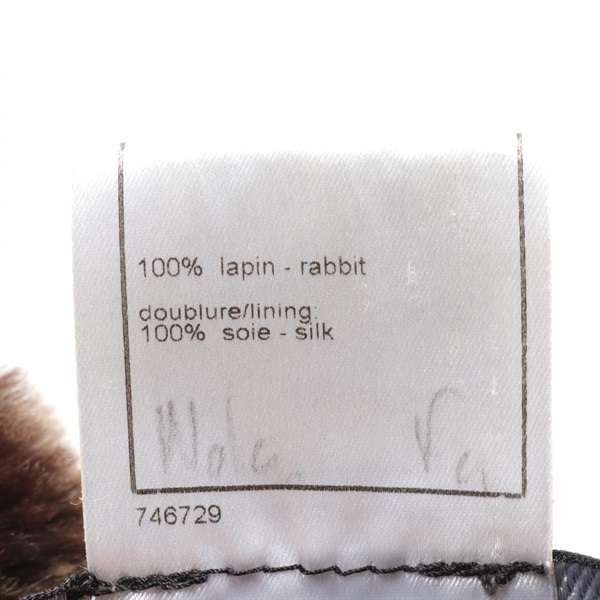 100% lapin - rabbit
doublure/lining:
100% soie - silk
746729